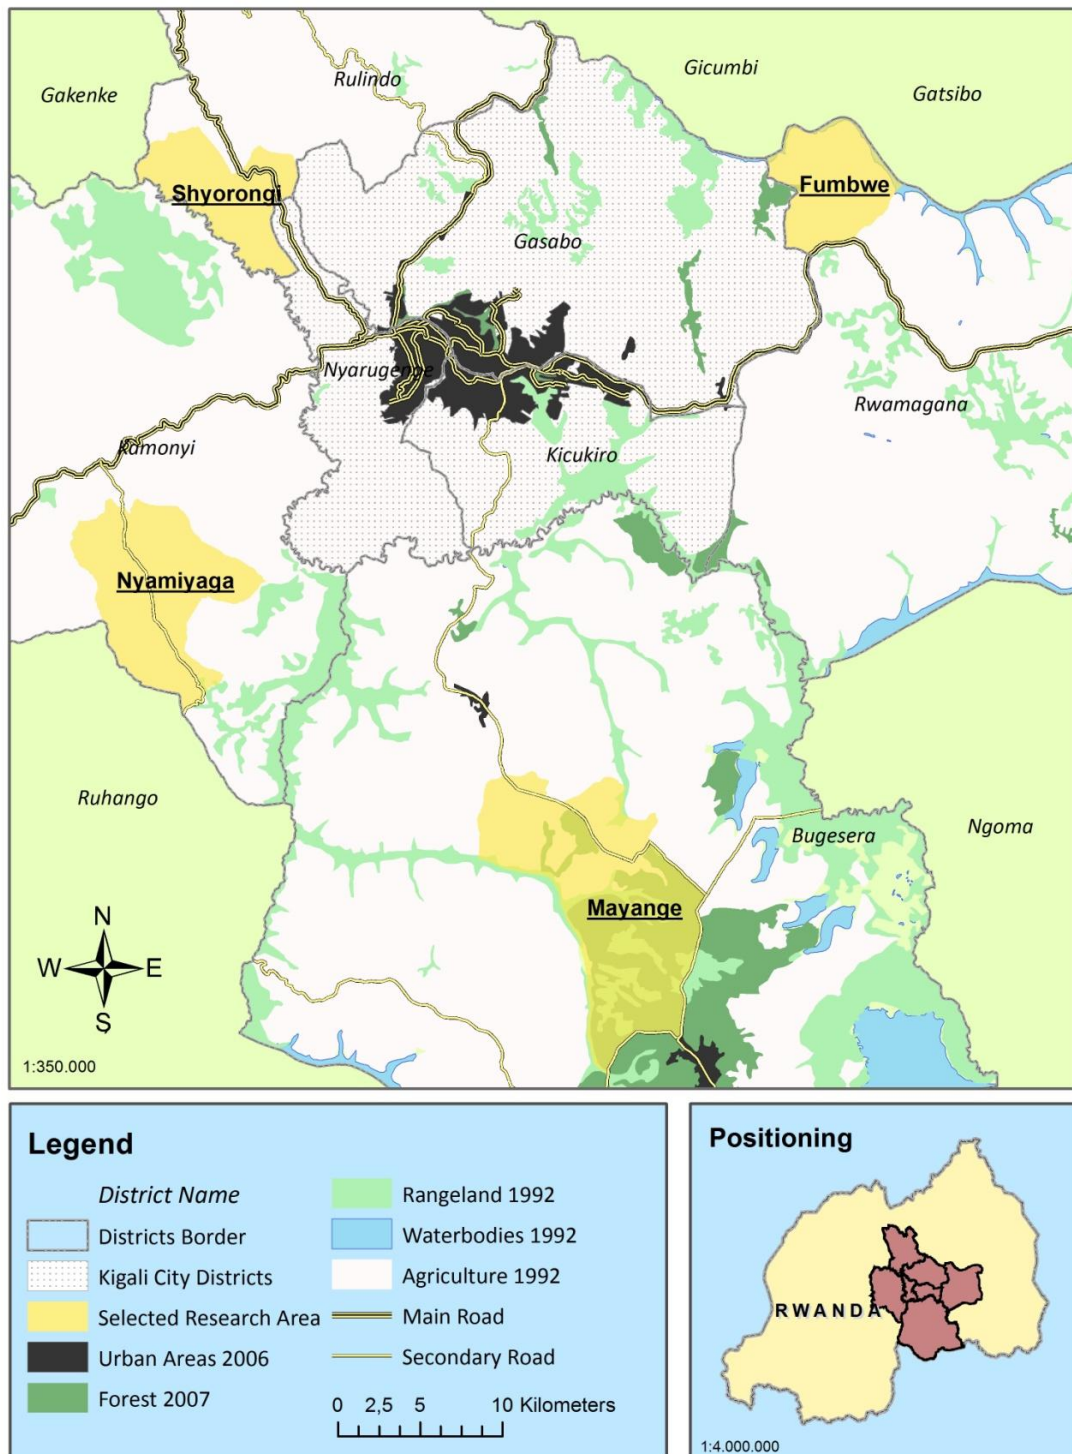 Gicumbi
Rulindo
Gakenke
Gatsibo
Shyorongi
Fumbwe
Gasabo
Nyarugenge
Rwamagana
Kamonyi
Kicukiro
Nyamiyaga
Ruhango
Ngoma
Bugesera
Mayange
N
W
E
S
1:350.000
Legend
District Name
Districts Border
Kigali City Districts
Selected Research Area
Urban Areas 2006
Forest 2007
Rangeland 1992
Waterbodies 1992
Agriculture 1992
Main Road
Secondary Road
0 2,5 5 10 Kilometers
Positioning
RWANDA
1:4.000.000